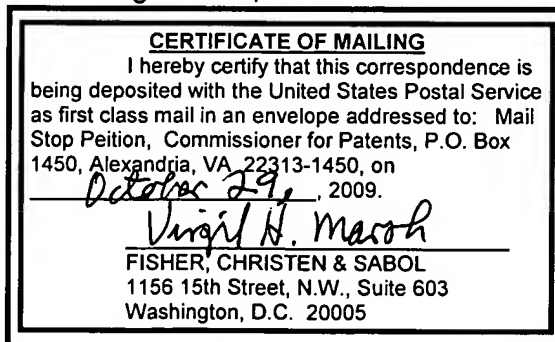 CERTIFICATE OF MAILING
I hereby certify that this correspondence is
being deposited with the United States Postal Service
as first class mail in an envelope addressed to: Mail
Stop Peition, Commissioner for Patents, P.O. Box
1450, Alexandria, VA 22313-1450, on
October 29, , 2009.
Virgil H. Marsh
FISHER, CHRISTEN & SABOL
1156 15th Street, N.W., Suite 603
Washington, D.C. 20005